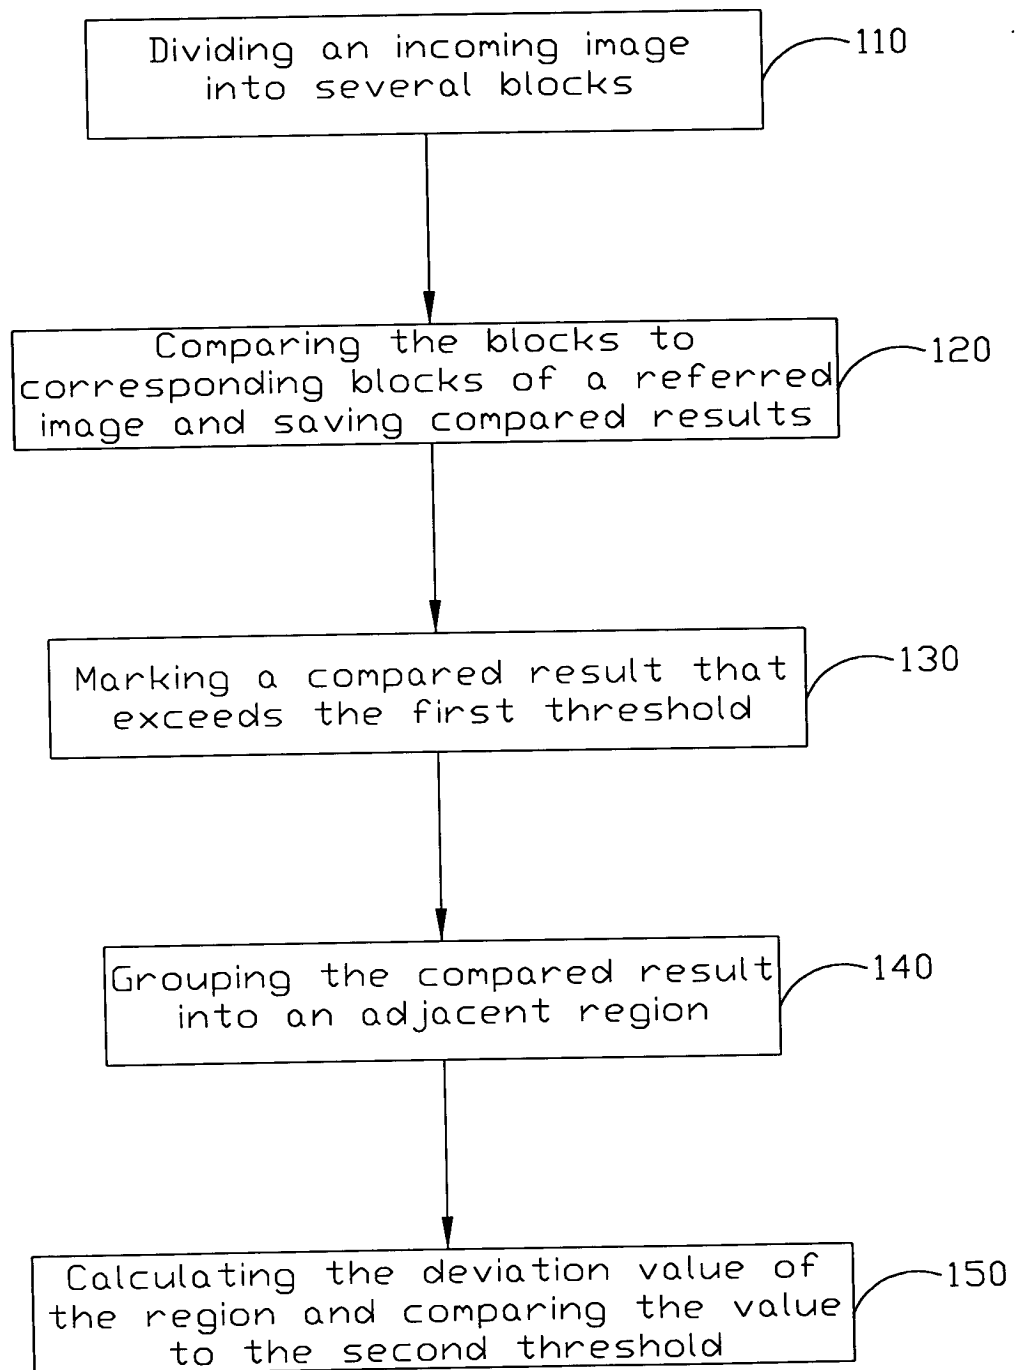 Dividing an incoming image
into several blocks
110
Comparing the blocks to
corresponding blocks of a referred
image and saving compared results
120
Marking a compared result that
exceeds the first threshold
130
Grouping the compared result
into an adjacent region
140
Calculating the deviation value of
the region and comparing the value
to the second threshold
150